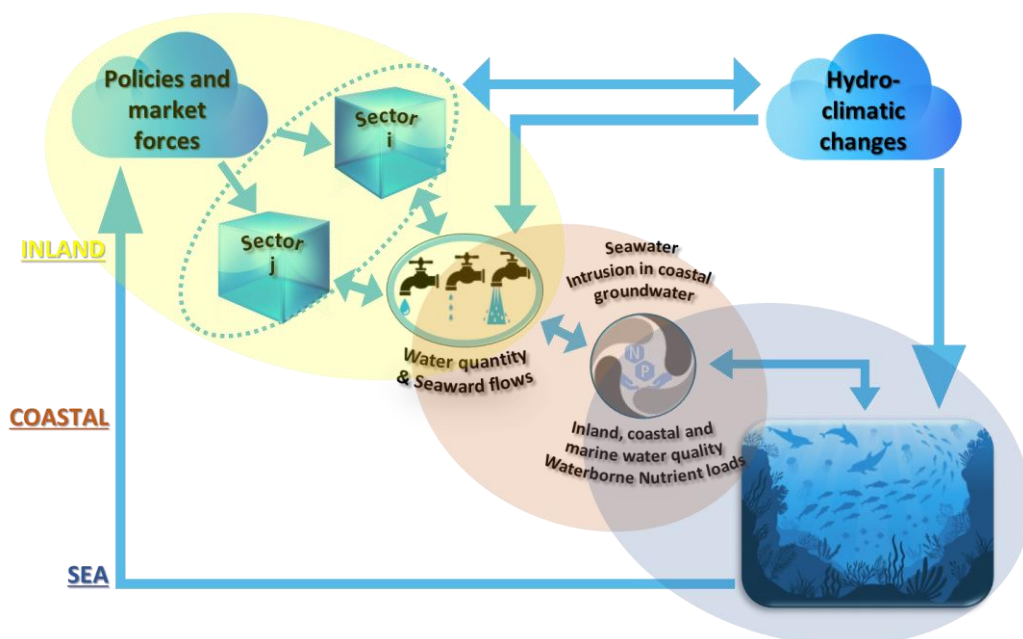 Policies and
market
forces
Sector
i
Sector
j
Hydro-
climatic
changes
INLAND
Seawater
Intrusion in coastal
groundwater
Water quantity
& Seaward flows
N
P
COASTAL
Inland, coastal and
marine water quality
Waterborne Nutrient loads
SEA